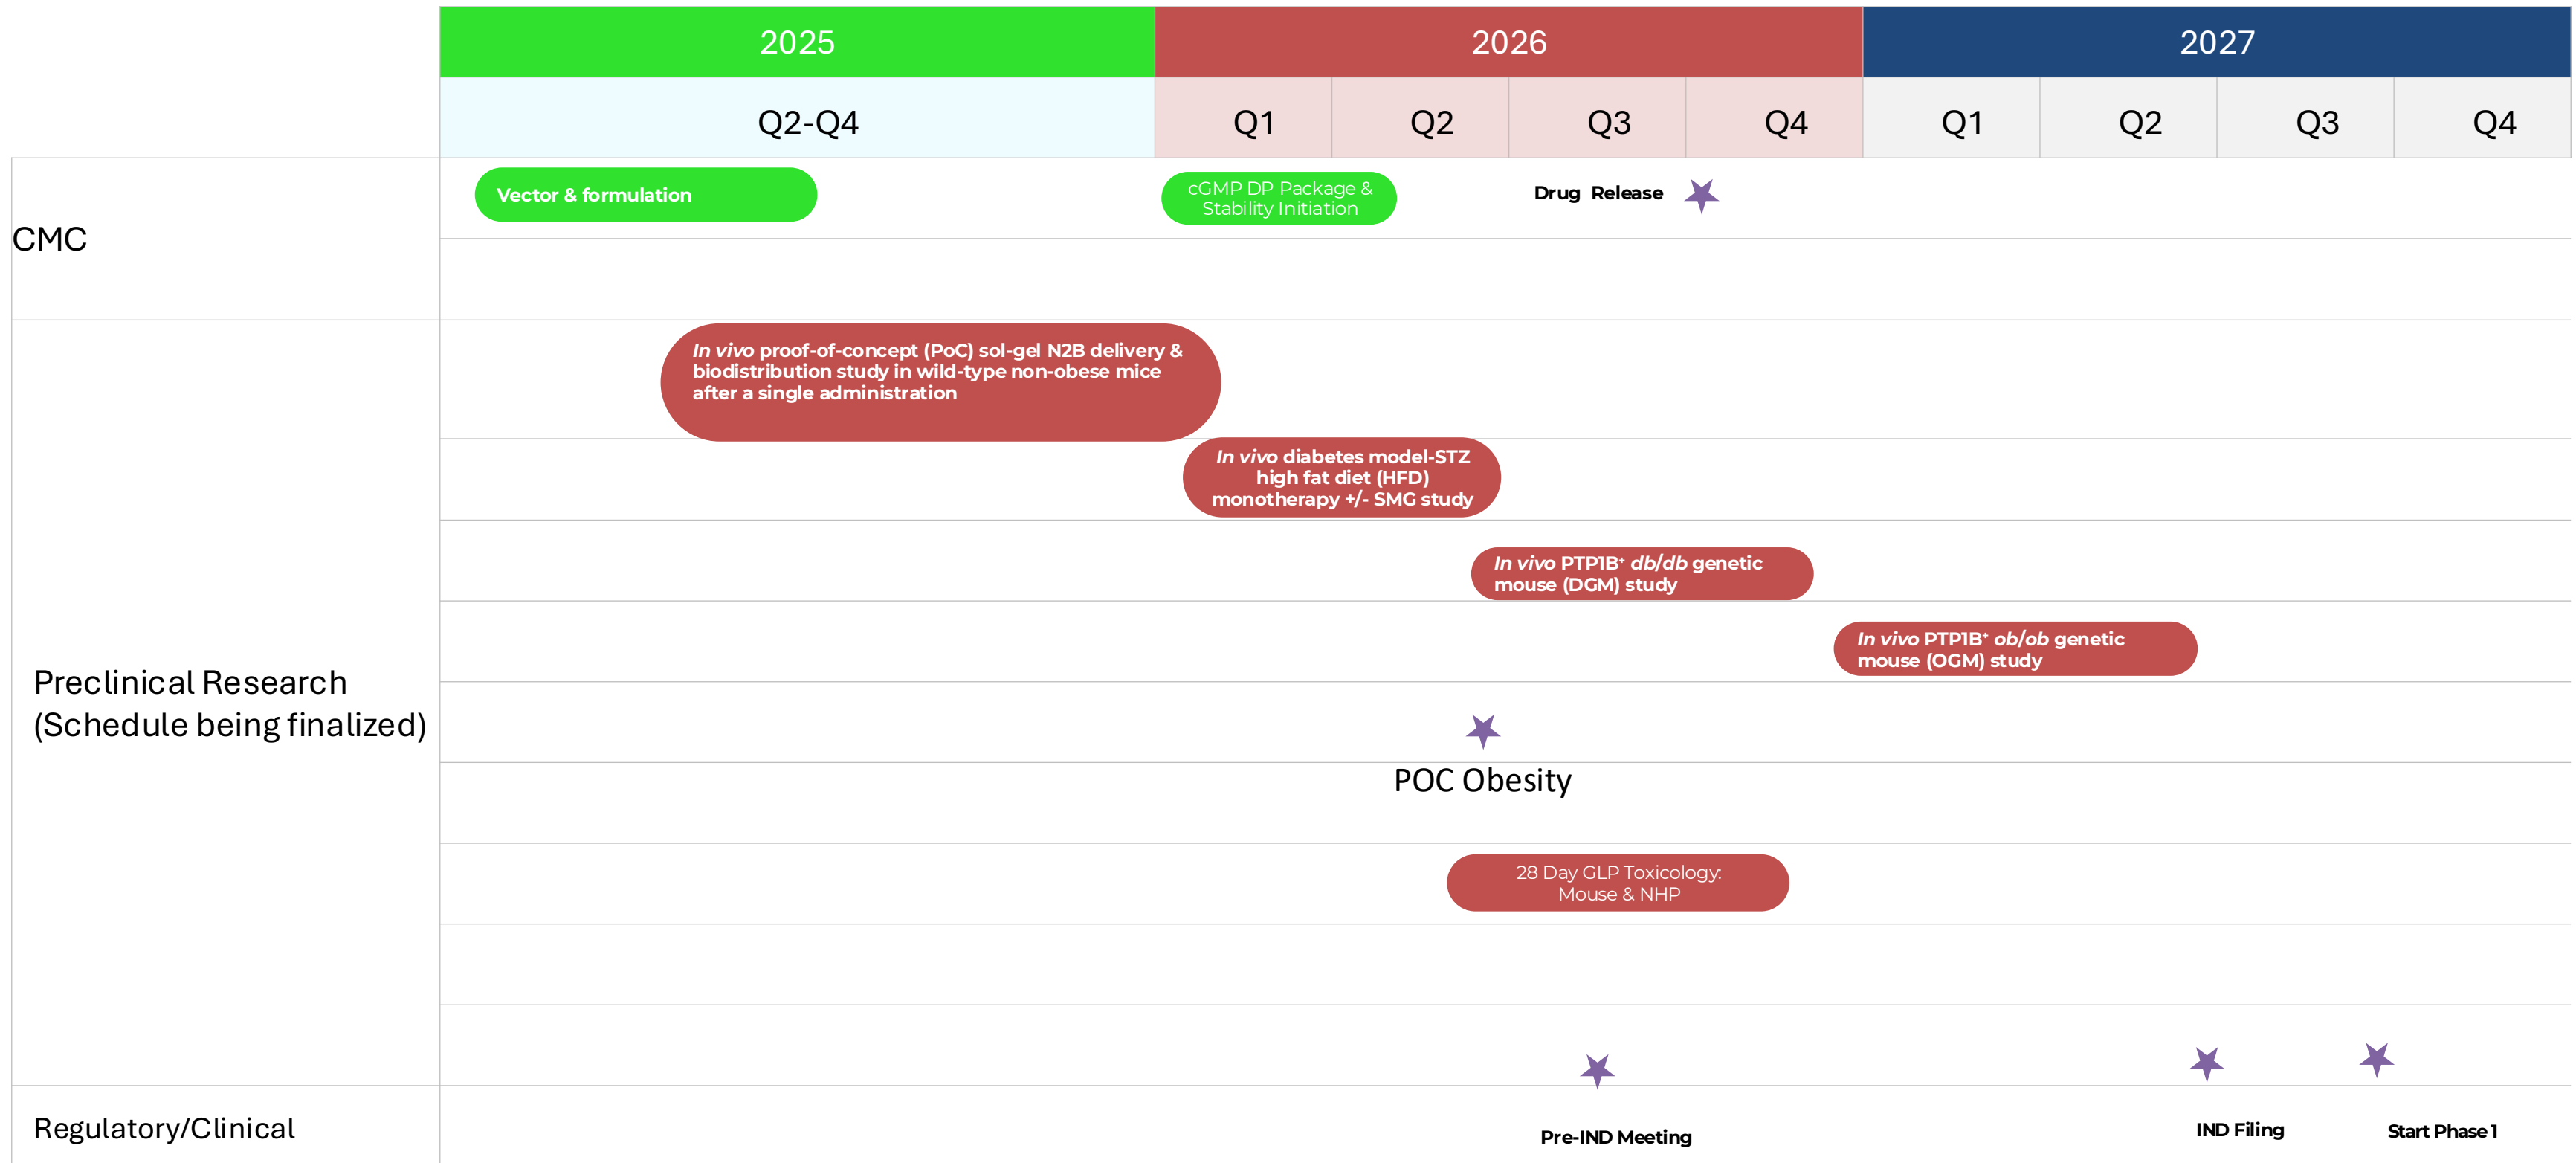 2025
2026
2027
Q2-Q4
Q1
Q2
Q3
Q4
Q1
Q2
Q3
Q4
CMC
Vector & formulation
cGMP DP Package &
Stability Initiation
Drug Release
Preclinical Research
(Schedule being finalized)
In vivo proof-of-concept (PoC) sol-gel N2B delivery &
biodistribution study in wild-type non-obese mice
after a single administration
In vivo diabetes model-STZ
high fat diet (HFD)
monotherapy +/- SMG study
In vivo PTP1B⁺ db/db genetic
mouse (DGM) study
In vivo PTP1B⁺ ob/ob genetic
mouse (OGM) study
POC Obesity
28 Day GLP Toxicology:
Mouse & NHP
Regulatory/Clinical
Pre-IND Meeting
IND Filing
Start Phase 1